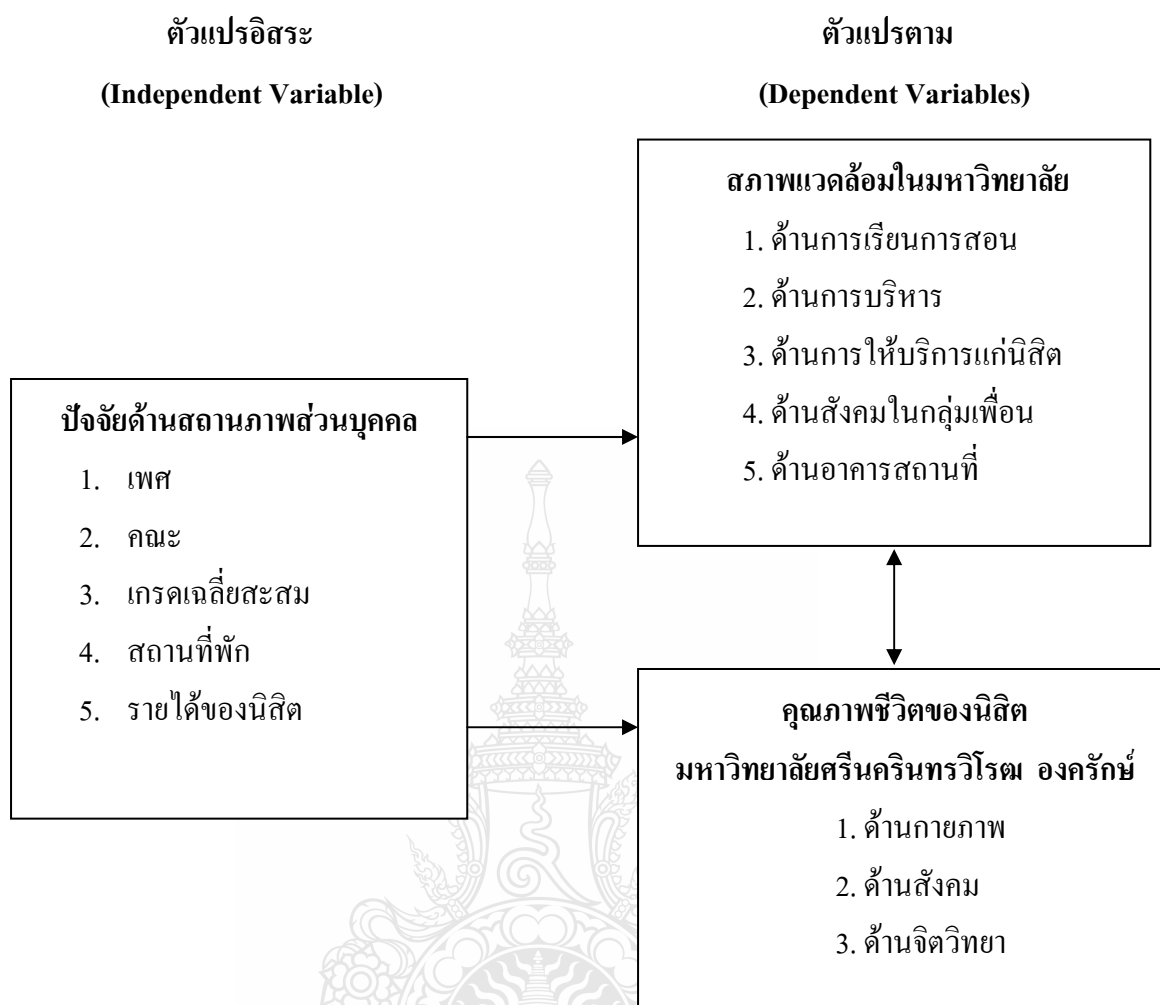 ตัวแปรอิสระ
(Independent Variable)
ตัวแปรตาม
(Dependent Variables)
สภาพแวดล้อมในมหาวิทยาลัย
1. ด้านการเรียนการสอน
2. ด้านการบริหาร
3. ด้านการให้บริการแก่นิสิต
4. ด้านสังคมในกลุ่มเพื่อน
5. ด้านอาคารสถานที่
ปัจจัยด้านสถานภาพส่วนบุคคล
1. เพศ
2. คณะ
3. เกรดเฉลี่ยสะสม
4. สถานที่พัก
5. รายได้ของนิสิต
คุณภาพชีวิตของนิสิต
มหาวิทยาลัยศรีนครินทรวิโรฒ องครักษ์
1. ด้านกายภาพ
2. ด้านสังคม
3. ด้านจิตวิทยา